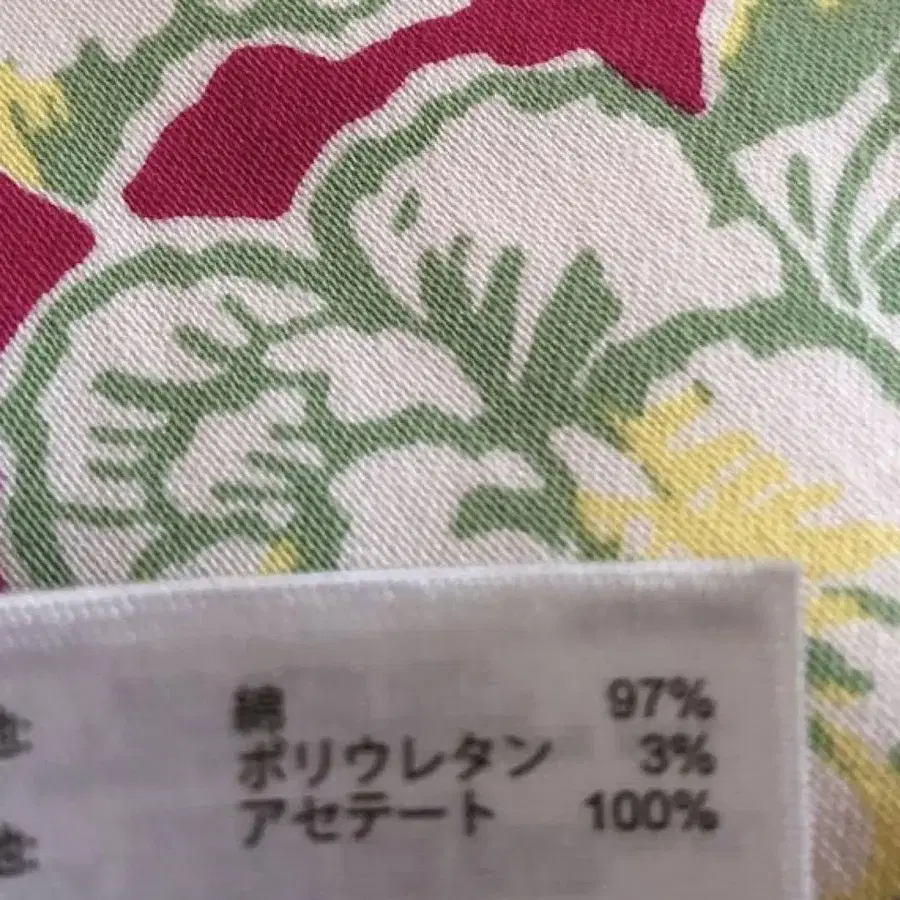 綿 97%
ポリウレタン 3%
アセテート 100%